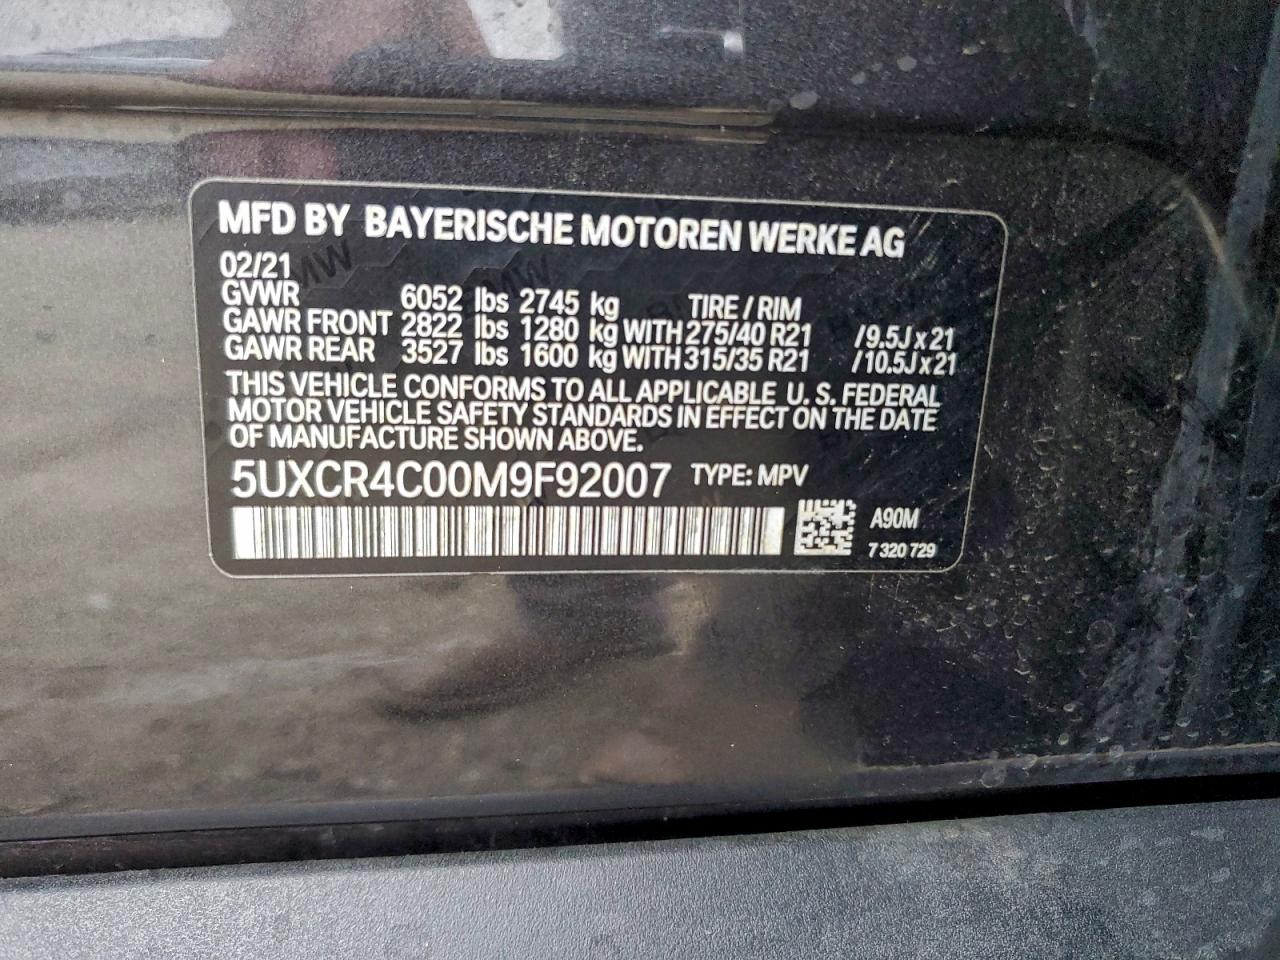 MFD BY BAYERISCHE MOTOREN WERKE AG
02/21
GVWR 6052 lbs 2745 kg TIRE / RIM
GAWR FRONT 2822 lbs 1280 kg WITH 275/40 R21 /9.5J x 21
GAWR REAR 3527 lbs 1600 kg WITH 315/35 R21 /10.5J x 21
THIS VEHICLE CONFORMS TO ALL APPLICABLE U. S. FEDERAL
MOTOR VEHICLE SAFETY STANDARDS IN EFFECT ON THE DATE
OF MANUFACTURE SHOWN ABOVE.
5UXCR4C00M9F92007 TYPE: MPV
A90M
7 320 729